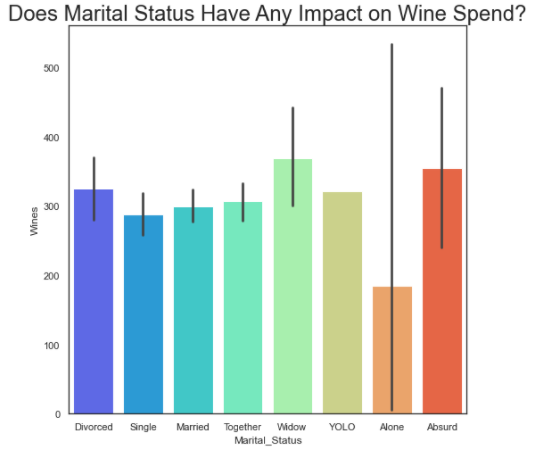 Does Marital Status Have Any Impact on Wine Spend?
500
400
300
200
100
0
Wines
Divorced Single Married Together Widow YOLO Alone Absurd
Marital_Status